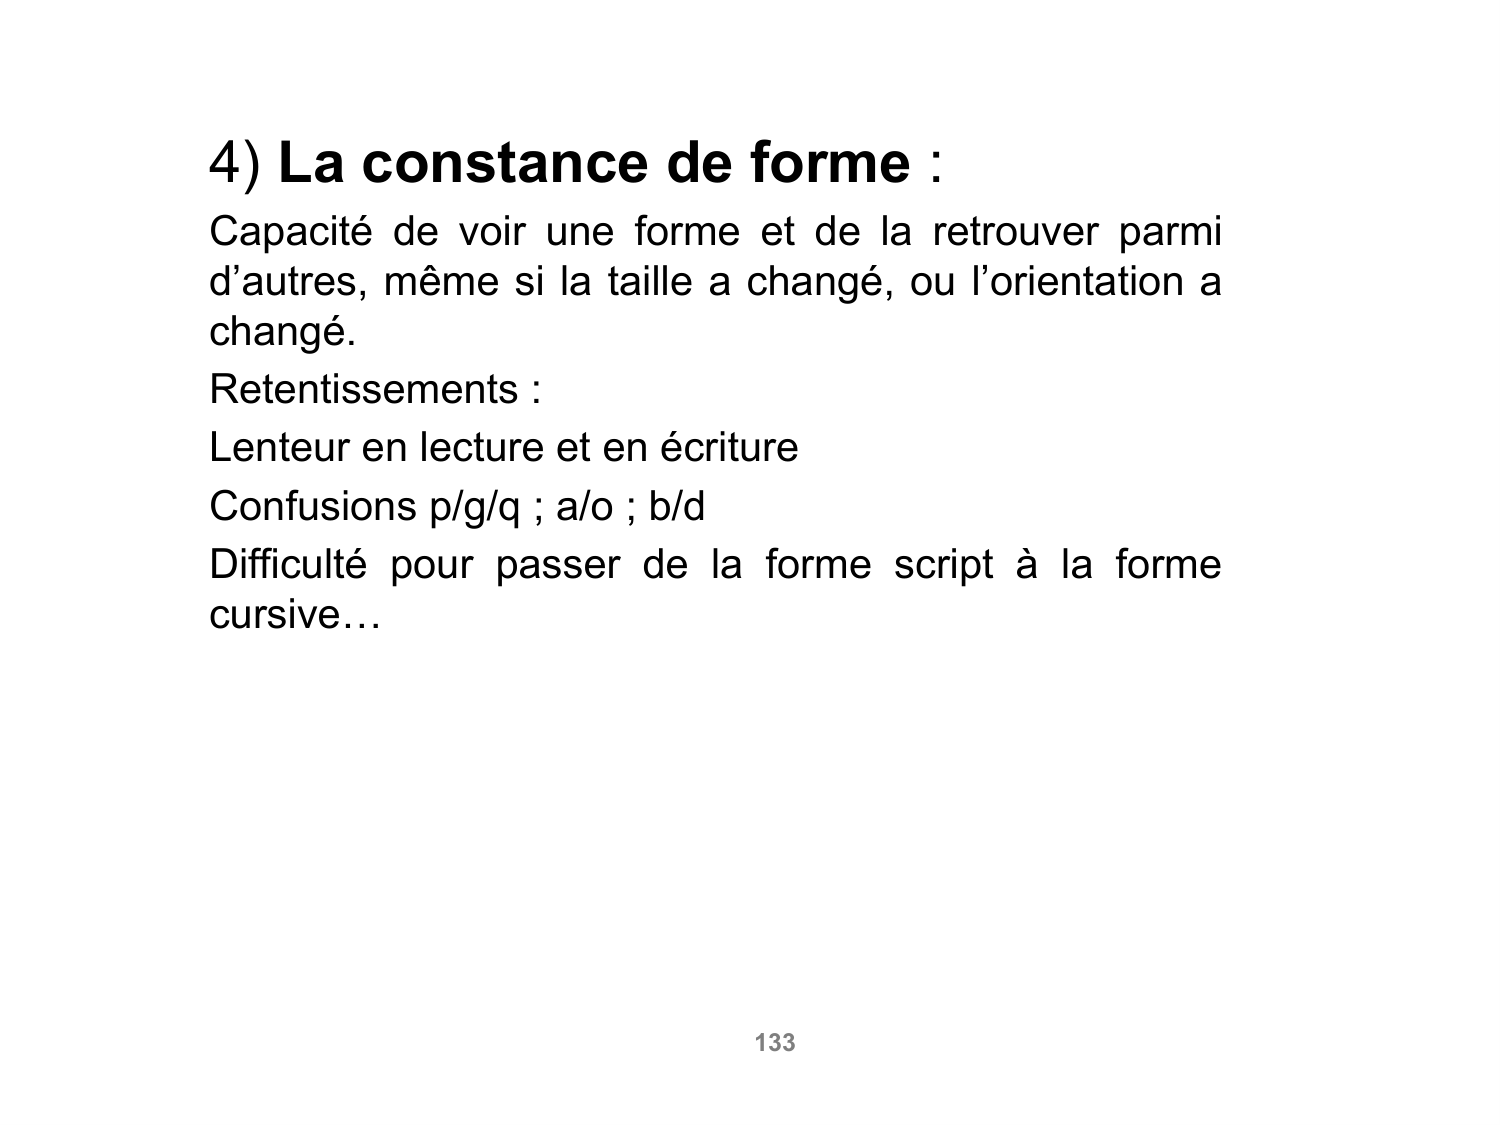 4) La constance de forme :
Capacité de voir une forme et de la retrouver parmi
d’autres, même si la taille a changé, ou l’orientation a
changé.
Retentissements :
Lenteur en lecture et en écriture
Confusions p/g/q ; a/o ; b/d
Difficulté pour passer de la forme script à la forme
cursive…
133